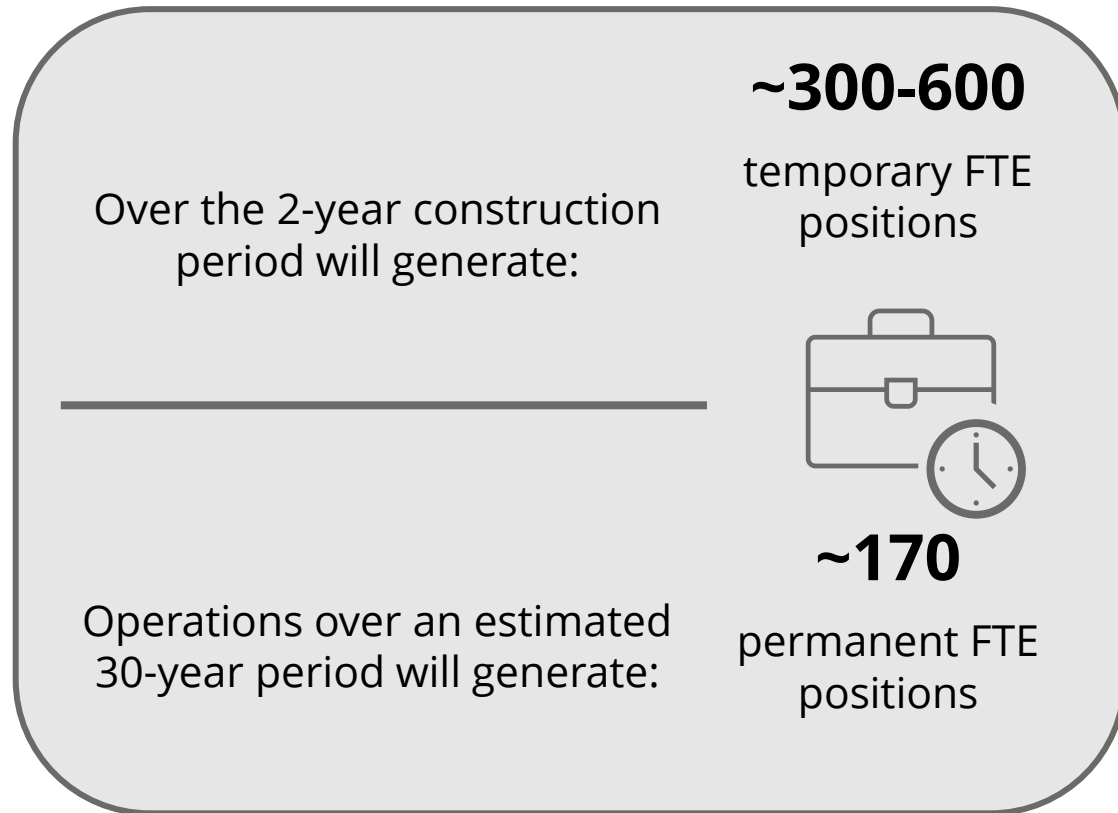 Over the 2-year construction
period will generate:
~300-600
temporary FTE
positions
Operations over an estimated
30-year period will generate:
~170
permanent FTE
positions